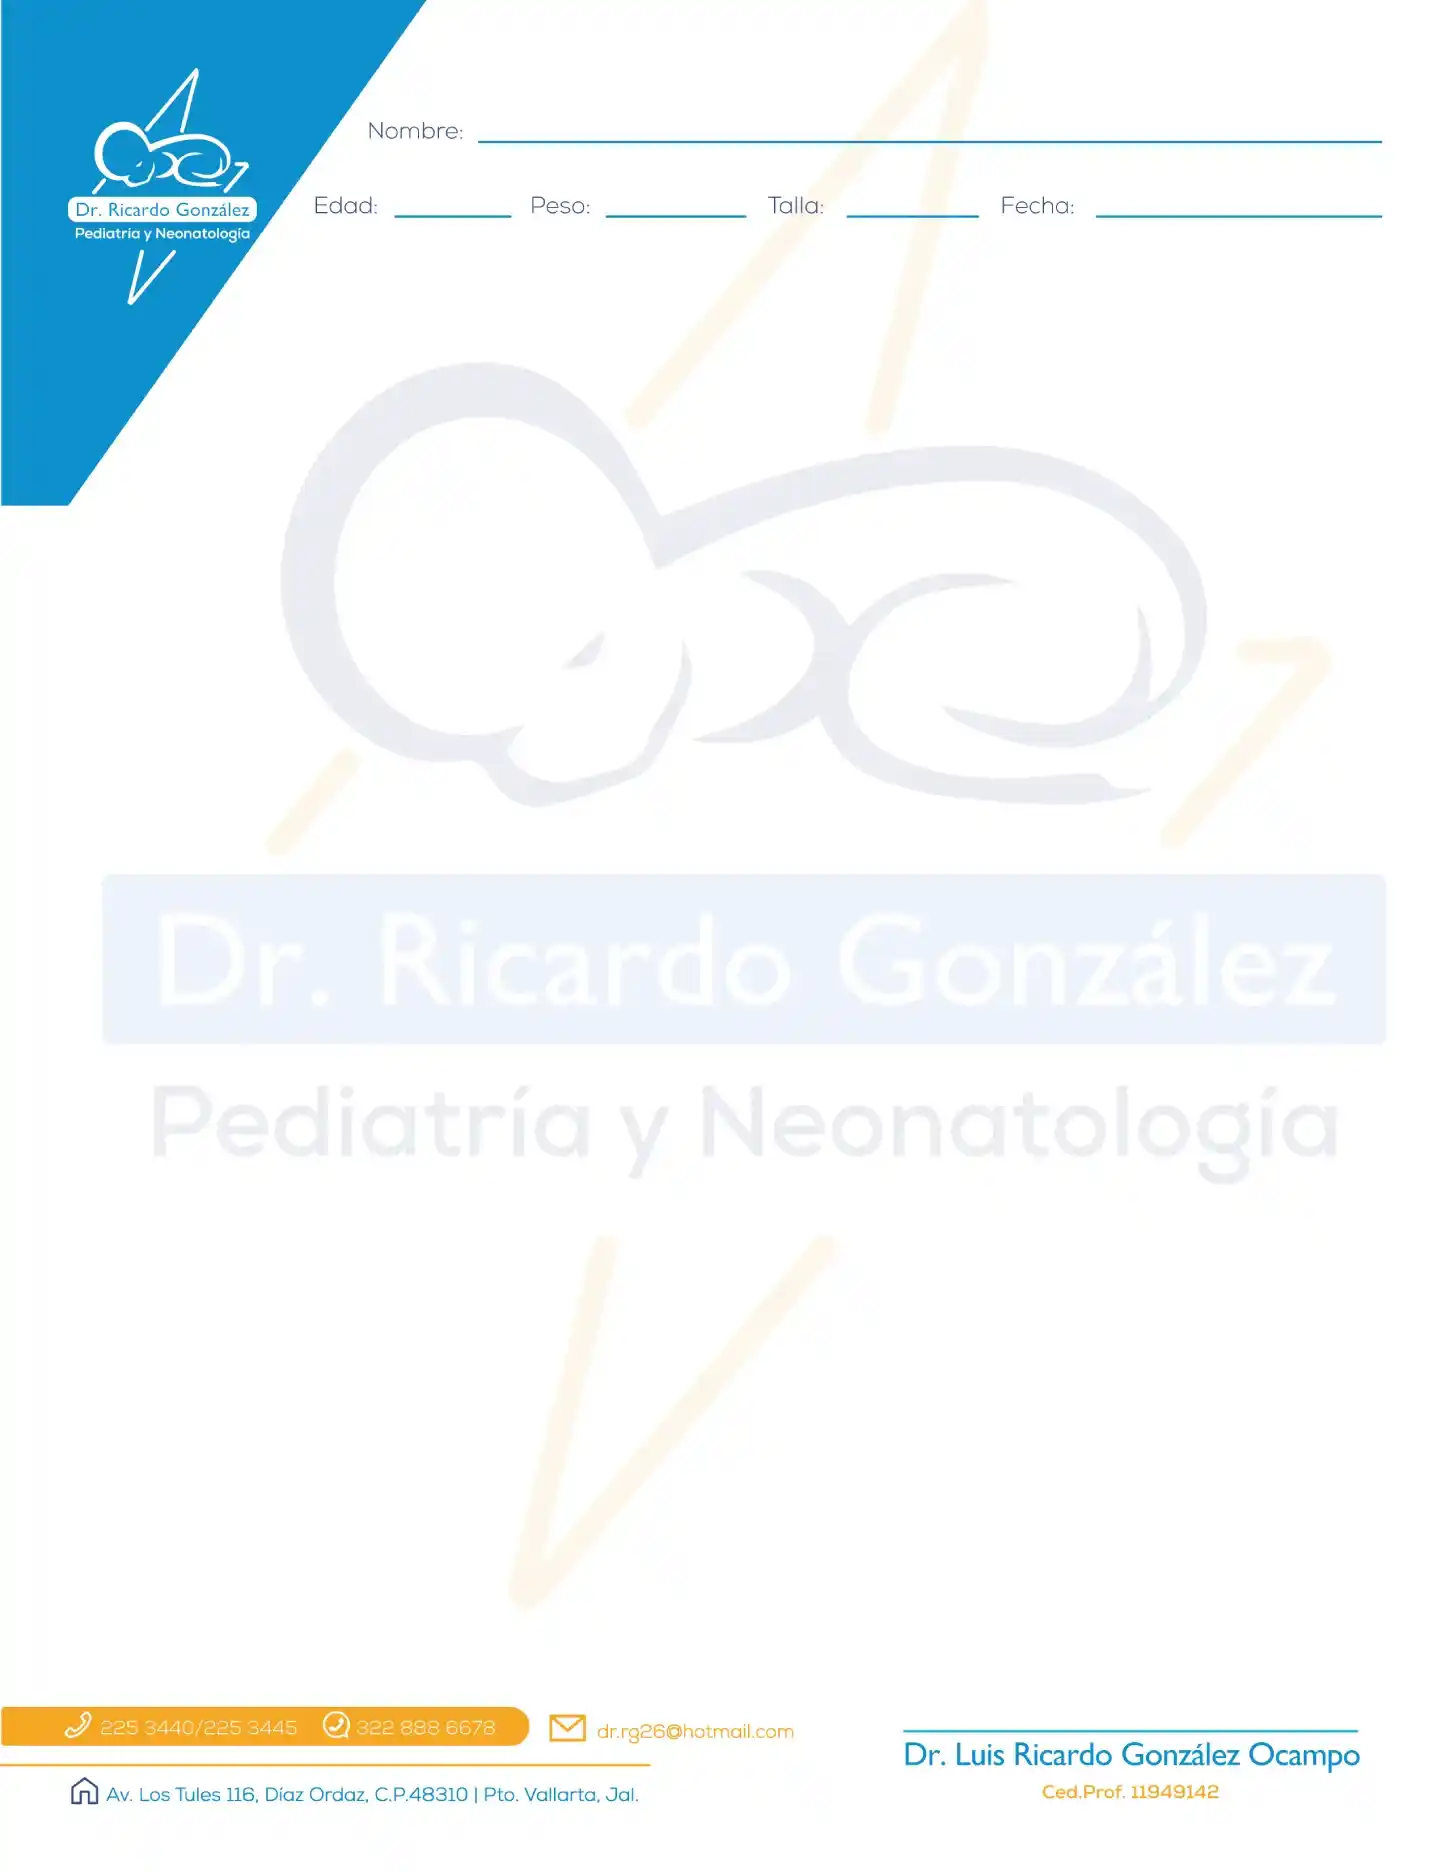 Nombre:
Dr. Ricardo González
Pediatría y Neonatología
Edad: Peso: Talla: Fecha:
Dr. Ricardo González
Pediatría y Neonatología
225 3440/225 3445 322 888 6678 dr.rg26@hotmail.com
Av. Los Tules 116, Díaz Ordaz, C.P.48310 | Pto. Vallarta, Jal.
Dr. Luis Ricardo González Ocampo
Ced.Prof. 11949142